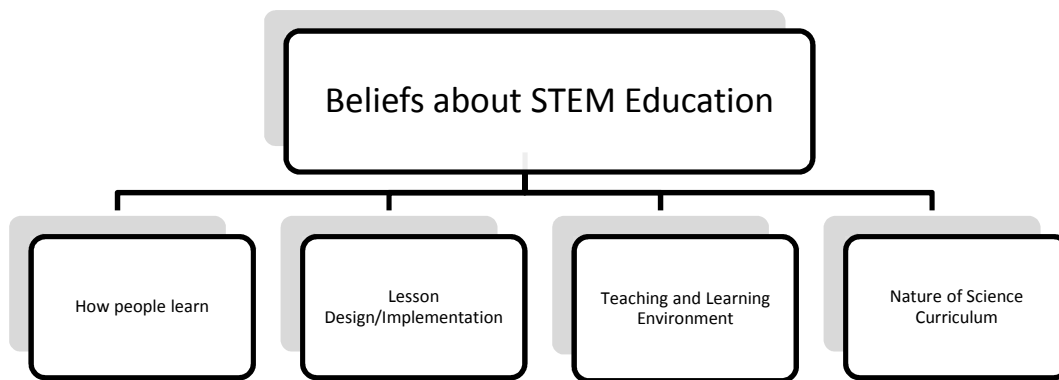 Beliefs about STEM Education
How people learn
Lesson
Design/Implementation
Teaching and Learning
Environment
Nature of Science
Curriculum